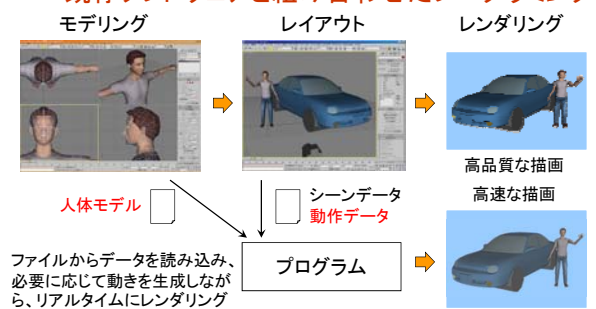 モデリング
レイアウト
レンダリング
高品質な描画
人体モデル
シーンデータ
動作データ
高速な描画
ファイルからデータを読み込み、
必要に応じて動きを生成しなが
ら、リアルタイムにレンダリング
プログラム